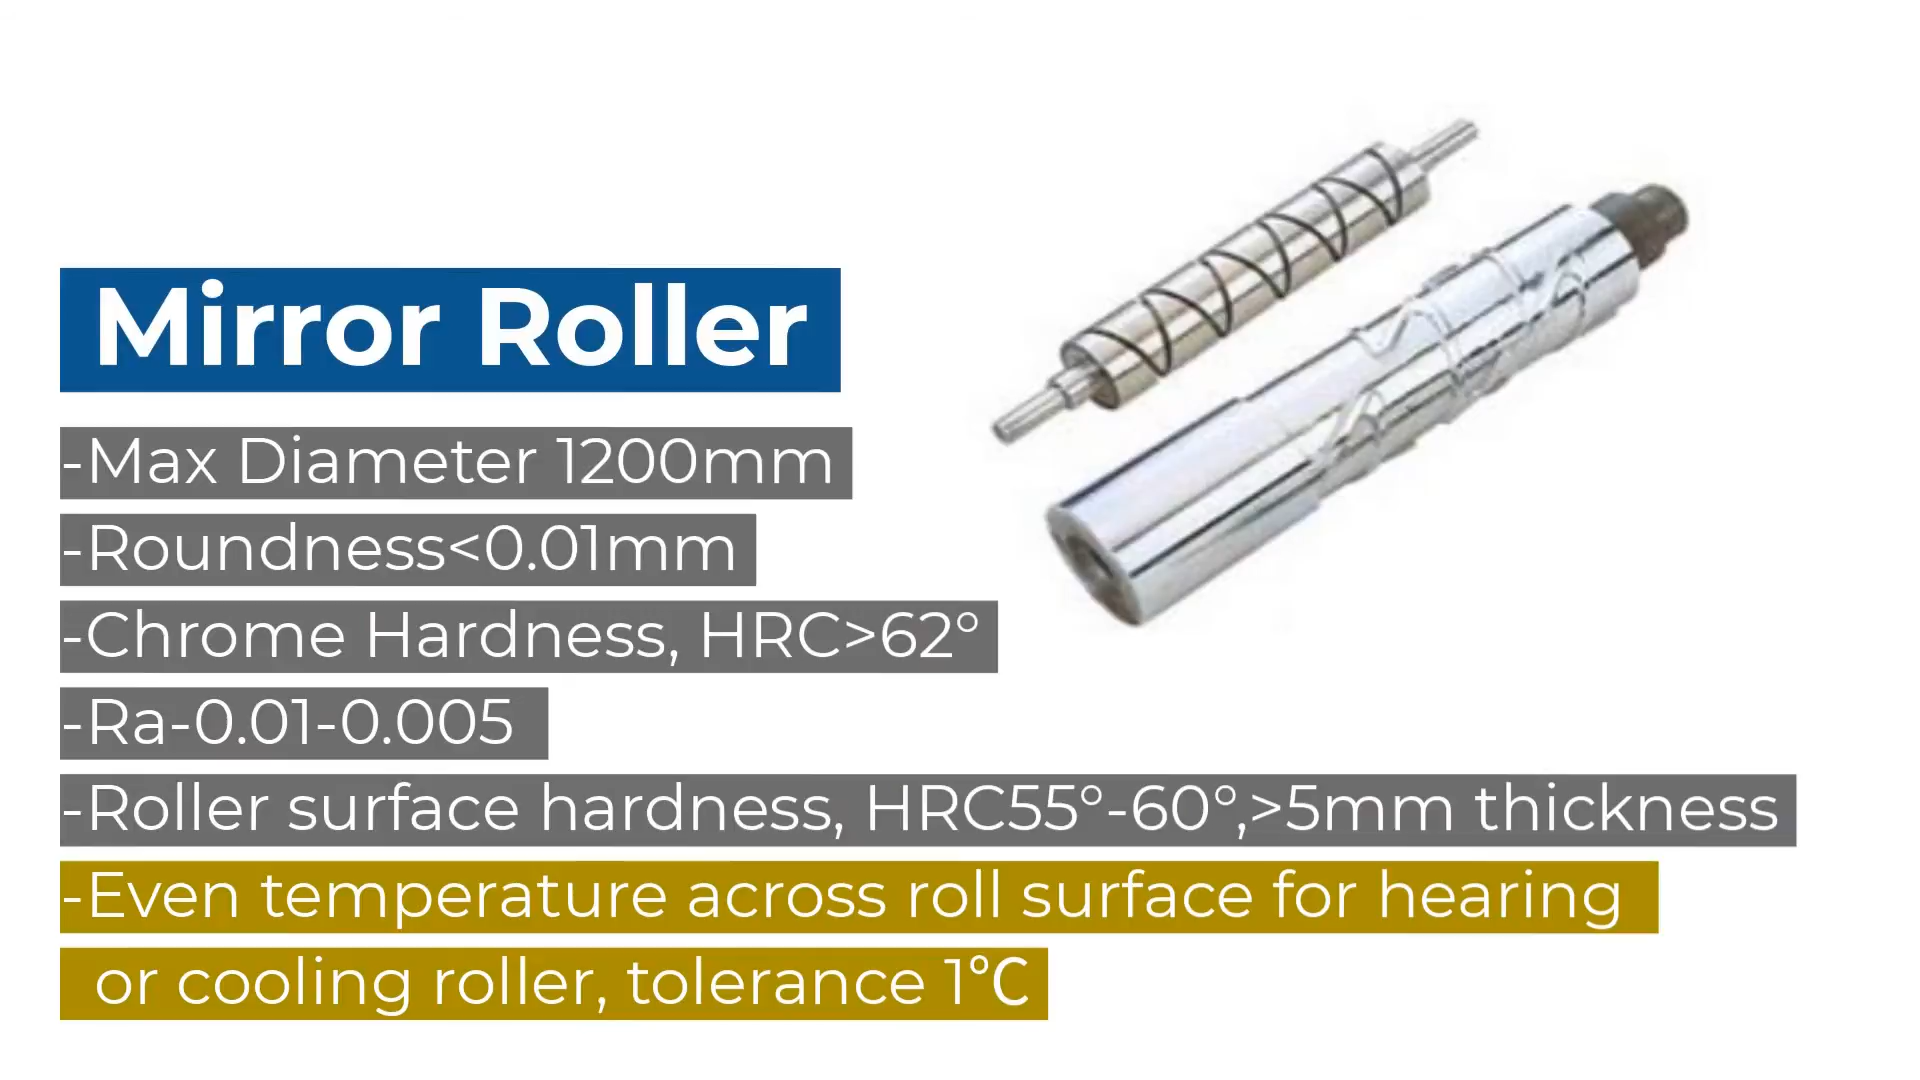 Mirror Roller
-Max Diameter 1200mm
-Roundness<0.01mm
-Chrome Hardness, HRC>62°
-Ra-0.01-0.005
-Roller surface hardness, HRC55°-60°,>5mm thickness
-Even temperature across roll surface for hearing
or cooling roller, tolerance 1℃